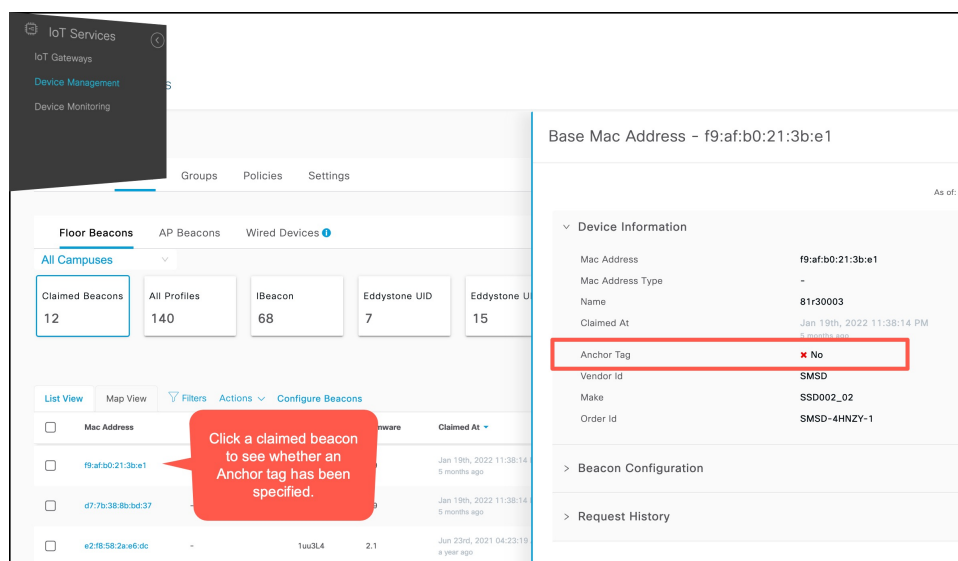 IoT Services
IoT Gateways
Device Management
Device Monitoring
s
Groups Policies Settings
Floor Beacons AP Beacons Wired Devices
All Campuses
Claimed Beacons All Profiles IBeacon Eddystone UID Eddystone U
12 140 68 7 15
List View Map View Filters Actions Configure Beacons
Mac Address mware Claimed At
f9:af:b0:21:3b:e1 Jan 19th, 2022 11:38:14
5 months ago
d7:7b:38:8b:bd:37 - 9 Jan 19th, 2022 11:38:14
5 months ago
e2:f8:58:2a:e6:dc - 1uu3L4 2.1 Jun 23rd, 2021 04:23:19
a year ago
Click a claimed beacon
to see whether an
Anchor tag has been
specified.
Base Mac Address - f9:af:b0:21:3b:e1
As of:
Device Information
Mac Address f9:af:b0:21:3b:e1
Mac Address Type -
Name 81r30003
Claimed At Jan 19th, 2022 11:38:14 PM
5 months ago
Anchor Tag No
Vendor Id SMSD
Make SSD002_02
Order Id SMSD-4HNZY-1
Beacon Configuration
Request History